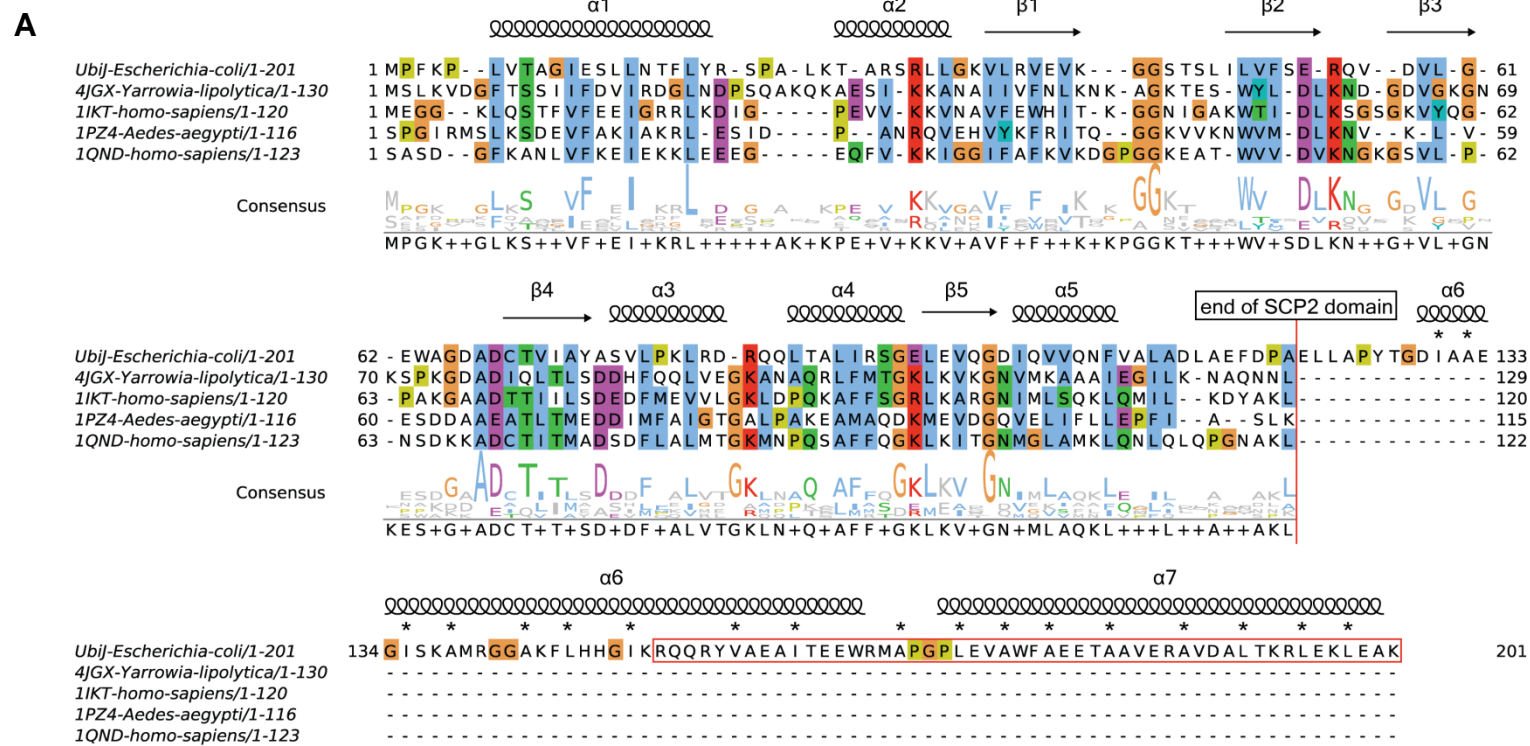 A
α1 α2 β1 β2 β3
UbiJ-Escherichia-coli/1-201 1 MPFKP--LVTAGIESLLNTFLYR-SPA-LKT-ARSRLLGKVLRVEVK---GGSTSLILVFSE-RQV--DVLG- 61
4JGX-Yarrowia-lipolytica/1-130 1 MSLKVDGFTSSIIFDVIRDGLNDPSQAKQKAESI-KKANAIIVFNLKNK-AGKTES-WYL-DLKND-GDVGKGN 69
1IKT-homo-sapiens/1-120 1 MEGG--KLQSTFVFEEIGRRLKDIG-----PEVV-KKVNAVFEWHIT-KGGNIGAKWTI-DLKSGSGKVYQG- 62
1PZ4-Aedes-aegypti/1-116 1 SPGIRMSLKSDEVFAKIAKRL-ESID----P--ANRQVEHVYKFRITQ--GGKVVKNWVM-DLKNV--K-L-V 59
1QND-homo-sapiens/1-123 1 SASD--GFKANLVFKEIEKKLEEEG-----EQFV-KKIGGIFAFKVKDGPGGKEAT-WVV-DVKNGKGSVL-P- 62
Consensus
MPGK++GLKS++VF+EI+KRL+++++AK+KPE+V+KKV+AVF+F++K+KPGGKT+++WV+SDLKN++G+VL+GN
β4 α3 α4 β5 α5 end of SCP2 domain α6
* *
UbiJ-Escherichia-coli/1-201 62 -EWAGDADCTVIAYASVLPKLRD-RQQLTALIRSGELEVQGDIQVVQNFVALADLAEFDPAELLAPYTGDIAAE 133
4JGX-Yarrowia-lipolytica/1-130 70 KSPKGDADIQLTLSDDHFQQLVEGKANAQRLFMTGKLKVKGNVMKAAAIEGILK-NAQNNL------------- 129
1IKT-homo-sapiens/1-120 63 -PAKGAADTTIILSDEDFMEVVLGKLDPQKAFFSGRLKARGNIMLSQKLQMIL--KDYAKL------------- 120
1PZ4-Aedes-aegypti/1-116 60 -ESDDAAEATLTMEDDIMFAIGTGALPAKEAMAQDKMEVDGQVELIFLLEPFI--A--SLK------------- 115
1QND-homo-sapiens/1-123 63 -NSDKKADCTITMADSDFLALMTGKMNPQSAFFQGKLKITGNMGLAMKLQNLQLQPGNAKL------------- 122
Consensus
KES+G+ADCT+T+SD+DF+ALVTGKLN+Q+AFF+GKLKV+GN+MLAQKL+++L++A++AKL
α6 α7
* * * * * * * * * * * * * * * *
UbiJ-Escherichia-coli/1-201 134 GISKAMRGGAKFLHHGIKRQQRYVAEAITEEWRMAPGPLEVAWFAEETAAVERAVDALTKRLEKLEAK 201
4JGX-Yarrowia-lipolytica/1-130 --------------------------------------------------------------------
1IKT-homo-sapiens/1-120 --------------------------------------------------------------------
1PZ4-Aedes-aegypti/1-116 --------------------------------------------------------------------
1QND-homo-sapiens/1-123 --------------------------------------------------------------------